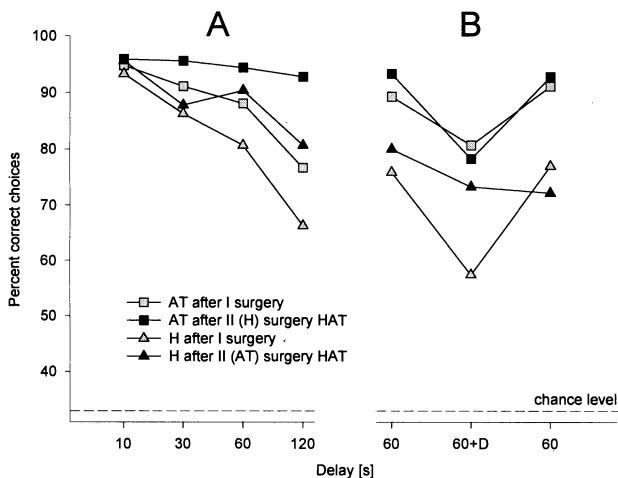 A B
100
90
80
70
60
50
40
Percent correct choices
AT after I surgery
AT after II (H) surgery HAT
H after I surgery
H after II (AT) surgery HAT
chance level
10 30 60 120 60 60+D 60
Delay [s]